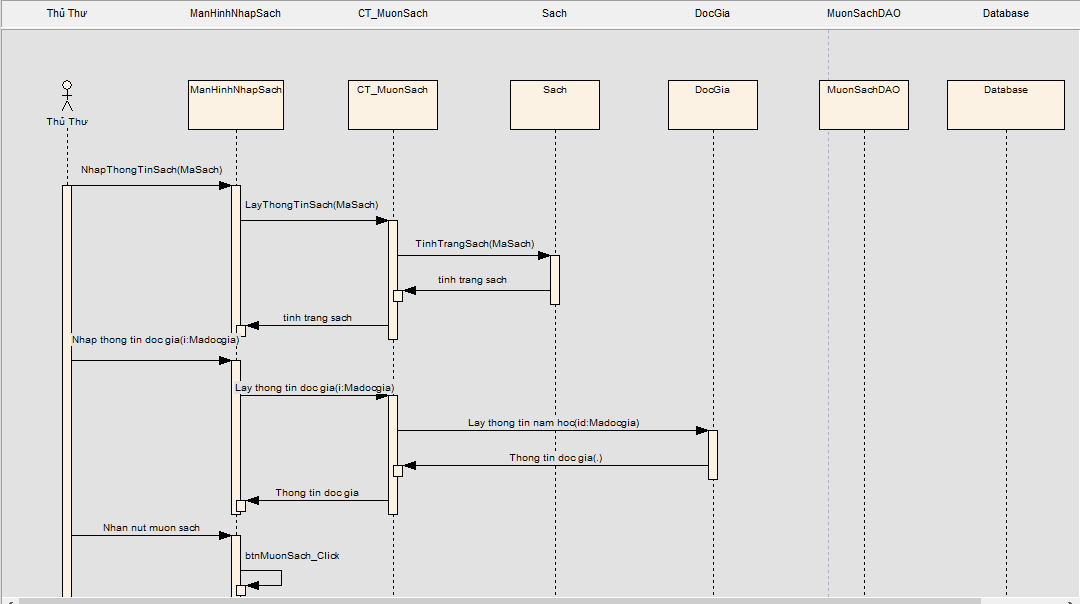 Thủ Thư ManHinhNhapSach CT_MuonSach Sach DocGia MuonSachDAO Database
ManHinhNhapSach CT_MuonSach Sach DocGia MuonSachDAO Database
Thủ Thư
NhapThongTinSach(MaSach)
LayThongTinSach(MaSach)
TinhTrangSach(MaSach)
tinh trang sach
tinh trang sach
Nhap thong tin doc gia(i:Madocgia)
Lay thong tin doc gia(i:Madocgia)
Lay thong tin nam hoc(id:Madocgia)
Thong tin doc gia(.)
Thong tin doc gia
Nhan nut muon sach
btnMuonSach_Click